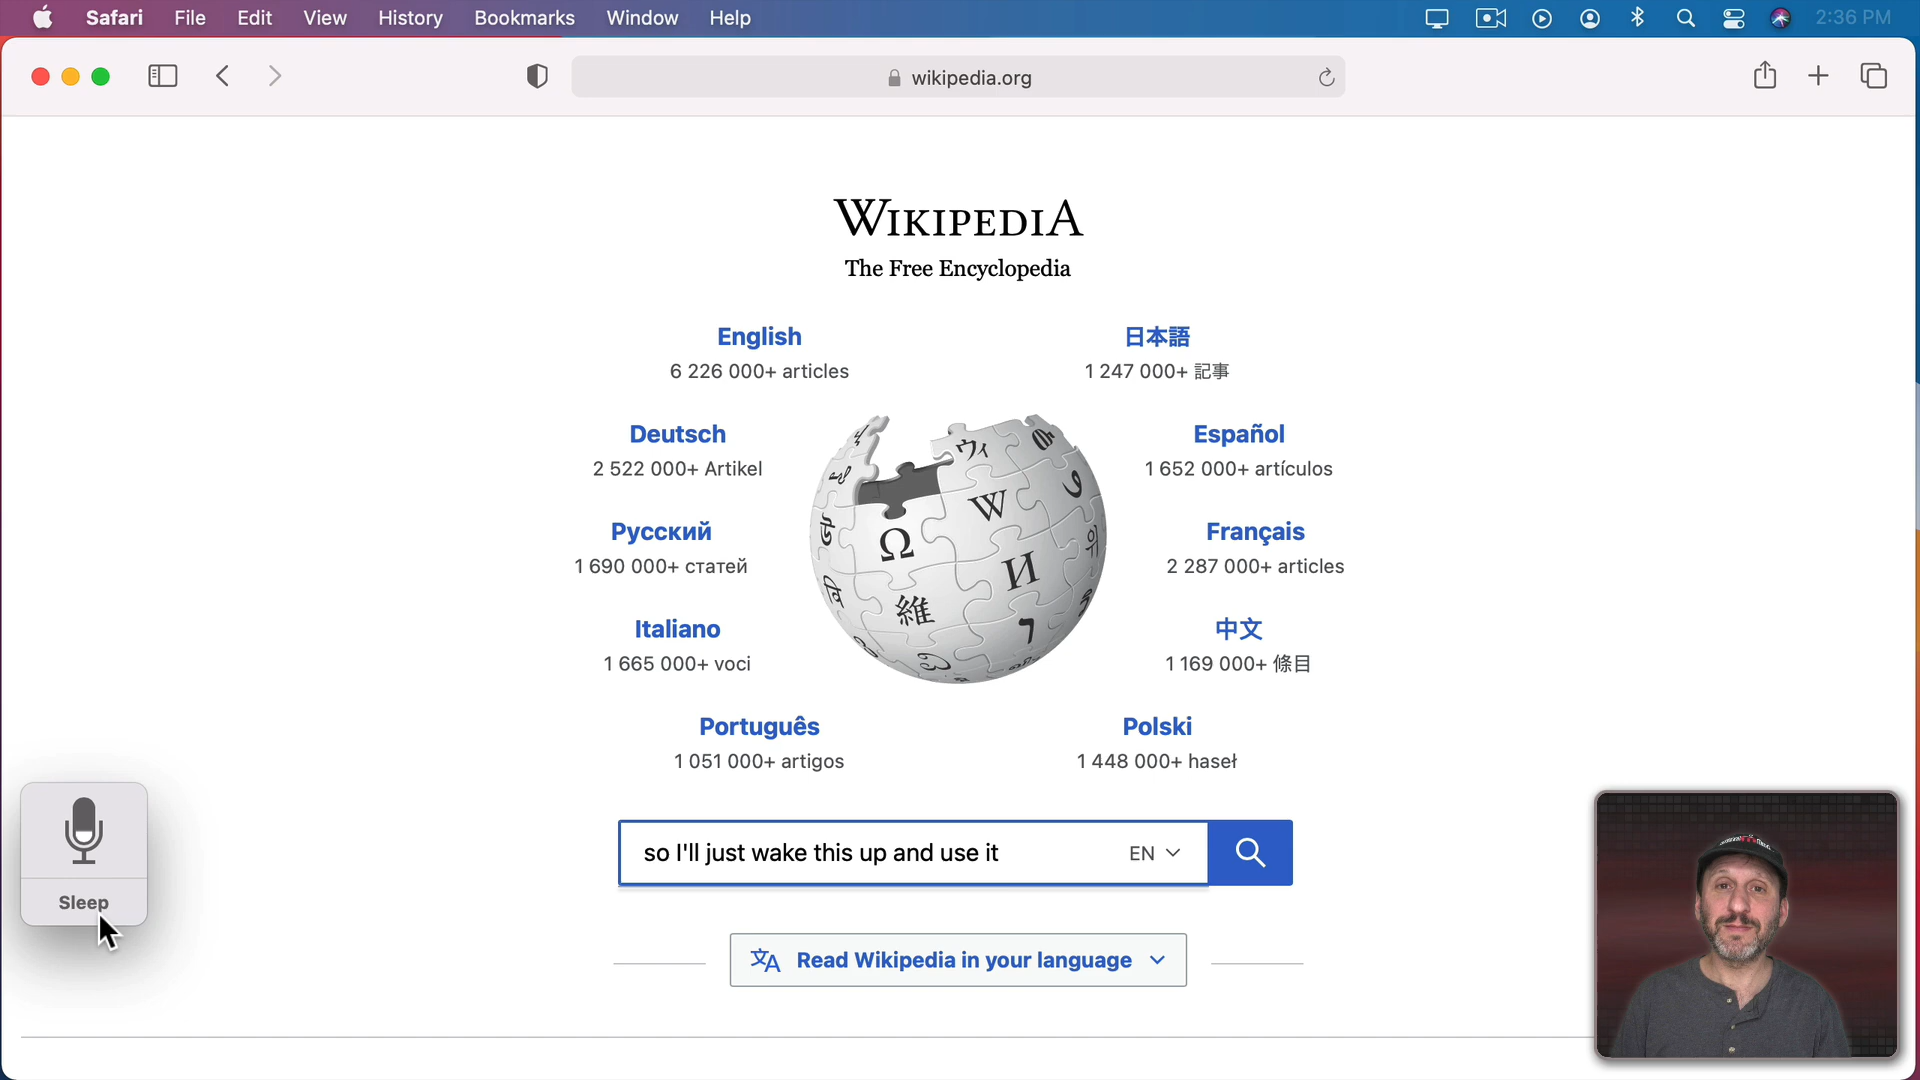 Safari File Edit View History Bookmarks Window Help 2:36 PM
wikipedia.org
WIKIPEDIA
The Free Encyclopedia
English
6 226 000+ articles
日本語
1 247 000+ 記事
Deutsch
2 522 000+ Artikel
Español
1 652 000+ artículos
Русский
1 690 000+ статей
Français
2 287 000+ articles
Italiano
1 665 000+ voci
中文
1 169 000+ 條目
Português
1 051 000+ artigos
Polski
1 448 000+ haseł
Ω W И 維 ウィ
so I'll just wake this up and use it EN
Sleep
Read Wikipedia in your language